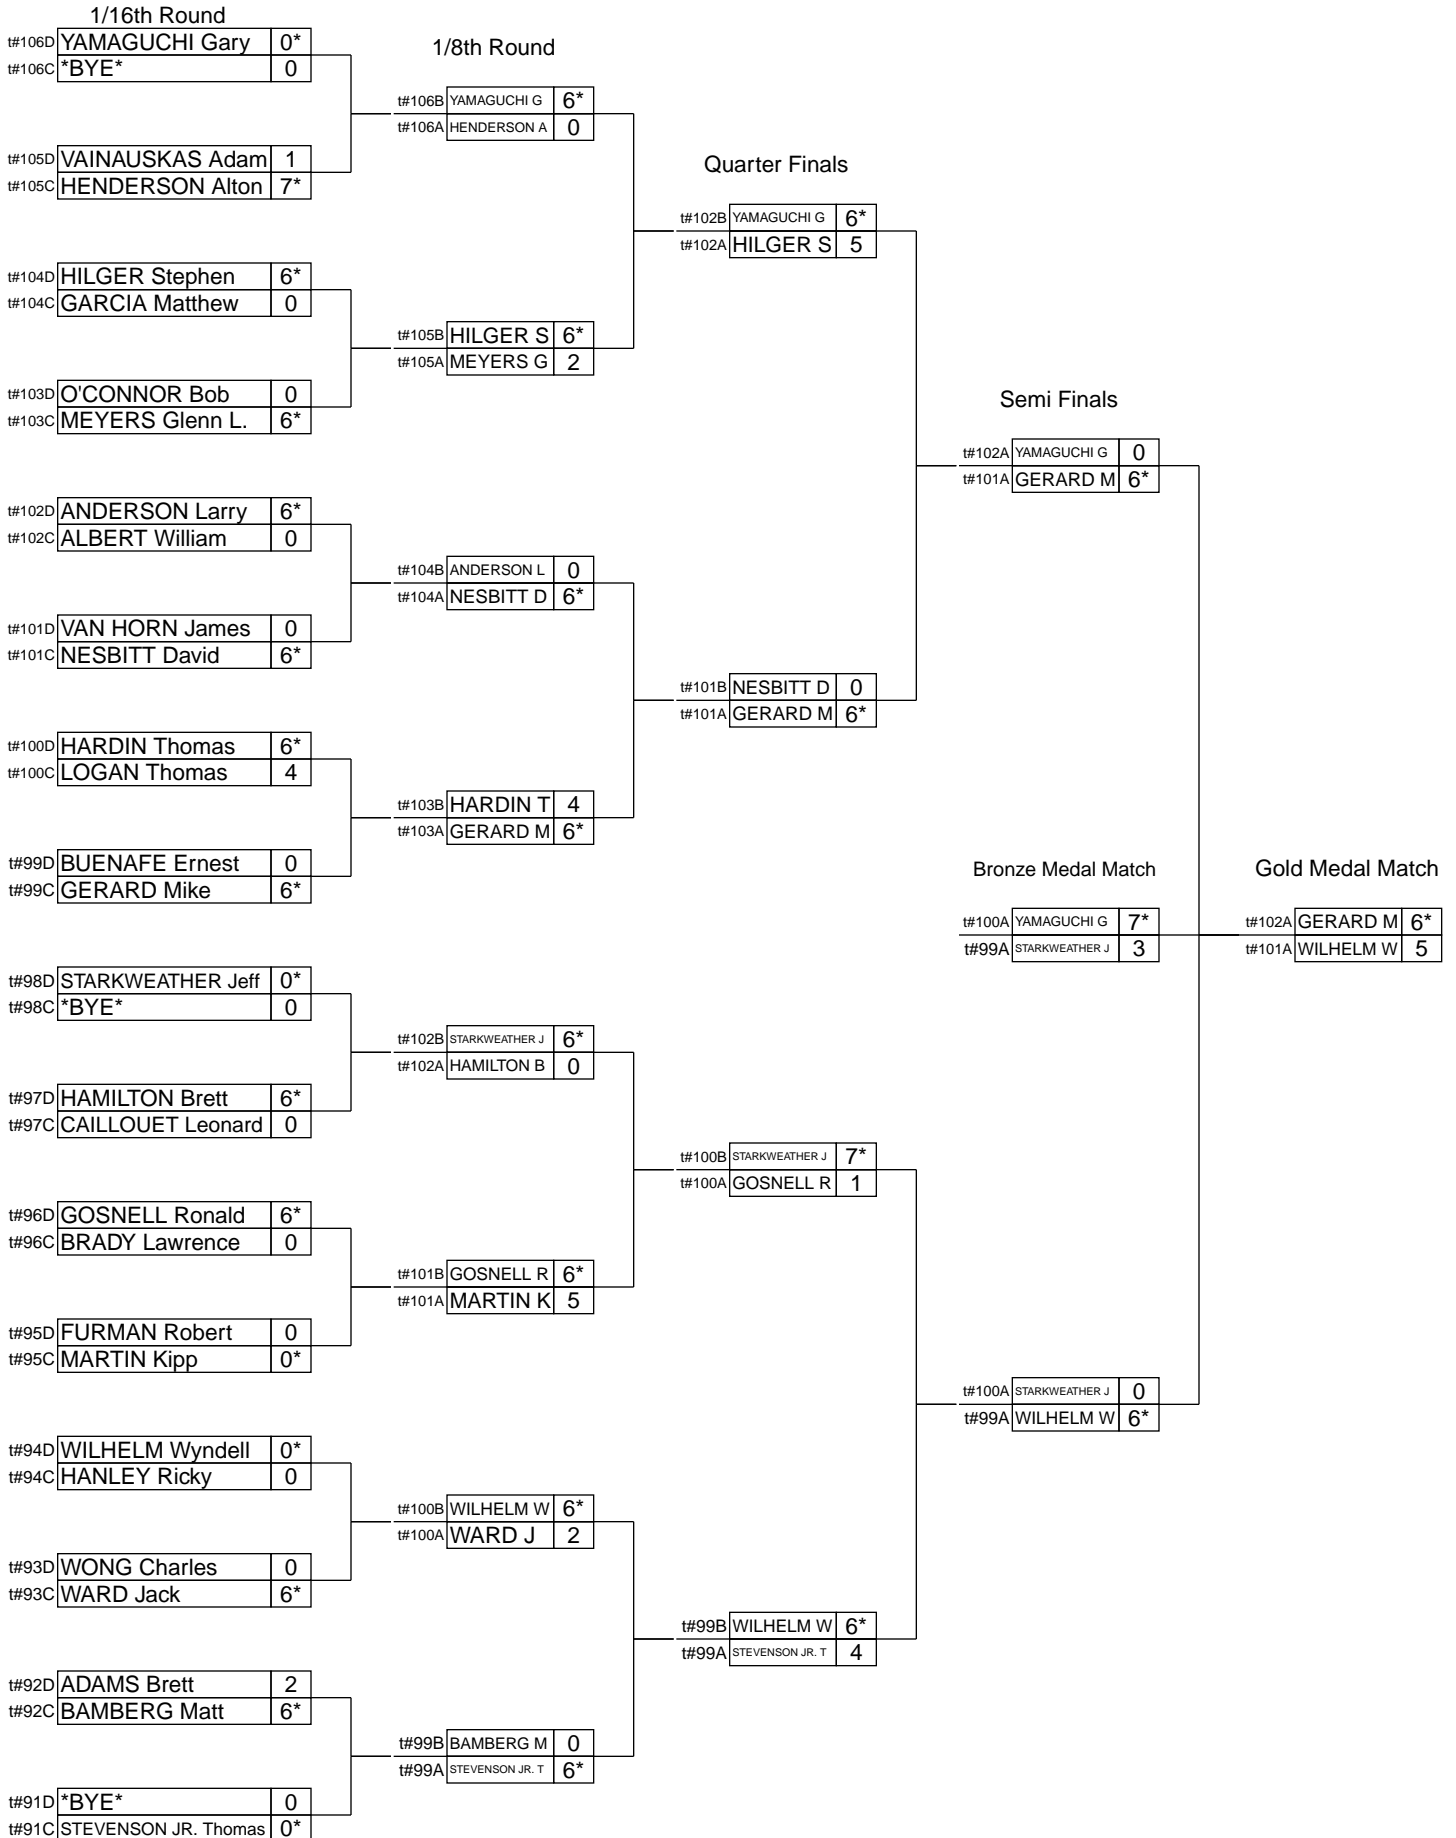 1/16th Round
t#106D YAMAGUCHI Gary 0*
t#106C *BYE* 0
t#105D VAINAUSKAS Adam 1
t#105C HENDERSON Alton 7*
t#104D HILGER Stephen 6*
t#104C GARCIA Matthew 0
t#103D O'CONNOR Bob 0
t#103C MEYERS Glenn L. 6*
t#102D ANDERSON Larry 6*
t#102C ALBERT William 0
t#101D VAN HORN James 0
t#101C NESBITT David 6*
t#100D HARDIN Thomas 6*
t#100C LOGAN Thomas 4
t#99D BUENAFE Ernest 0
t#99C GERARD Mike 6*
t#98D STARKWEATHER Jeff 0*
t#98C *BYE* 0
t#97D HAMILTON Brett 6*
t#97C CAILLOUET Leonard 0
t#96D GOSNELL Ronald 6*
t#96C BRADY Lawrence 0
t#95D FURMAN Robert 0
t#95C MARTIN Kipp 0*
t#94D WILHELM Wyndell 0*
t#94C HANLEY Ricky 0
t#93D WONG Charles 0
t#93C WARD Jack 6*
t#92D ADAMS Brett 2
t#92C BAMBERG Matt 6*
t#91D *BYE* 0
t#91C STEVENSON JR. Thomas 0*
1/8th Round
t#106B YAMAGUCHI G 6*
t#106A HENDERSON A 0
t#105B HILGER S 6*
t#105A MEYERS G 2
t#104B ANDERSON L 0
t#104A NESBITT D 6*
t#103B HARDIN T 4
t#103A GERARD M 6*
t#102B STARKWEATHER J 6*
t#102A HAMILTON B 0
t#101B GOSNELL R 6*
t#101A MARTIN K 5
t#100B WILHELM W 6*
t#100A WARD J 2
t#99B BAMBERG M 0
t#99A STEVENSON JR. T 6*
Quarter Finals
t#102B YAMAGUCHI G 6*
t#102A HILGER S 5
t#101B NESBITT D 0
t#101A GERARD M 6*
t#100B STARKWEATHER J 7*
t#100A GOSNELL R 1
t#99B WILHELM W 6*
t#99A STEVENSON JR. T 4
Semi Finals
t#102A YAMAGUCHI G 0
t#101A GERARD M 6*
t#100A STARKWEATHER J 0
t#99A WILHELM W 6*
Bronze Medal Match
t#100A YAMAGUCHI G 7*
t#99A STARKWEATHER J 3
Gold Medal Match
t#102A GERARD M 6*
t#101A WILHELM W 5